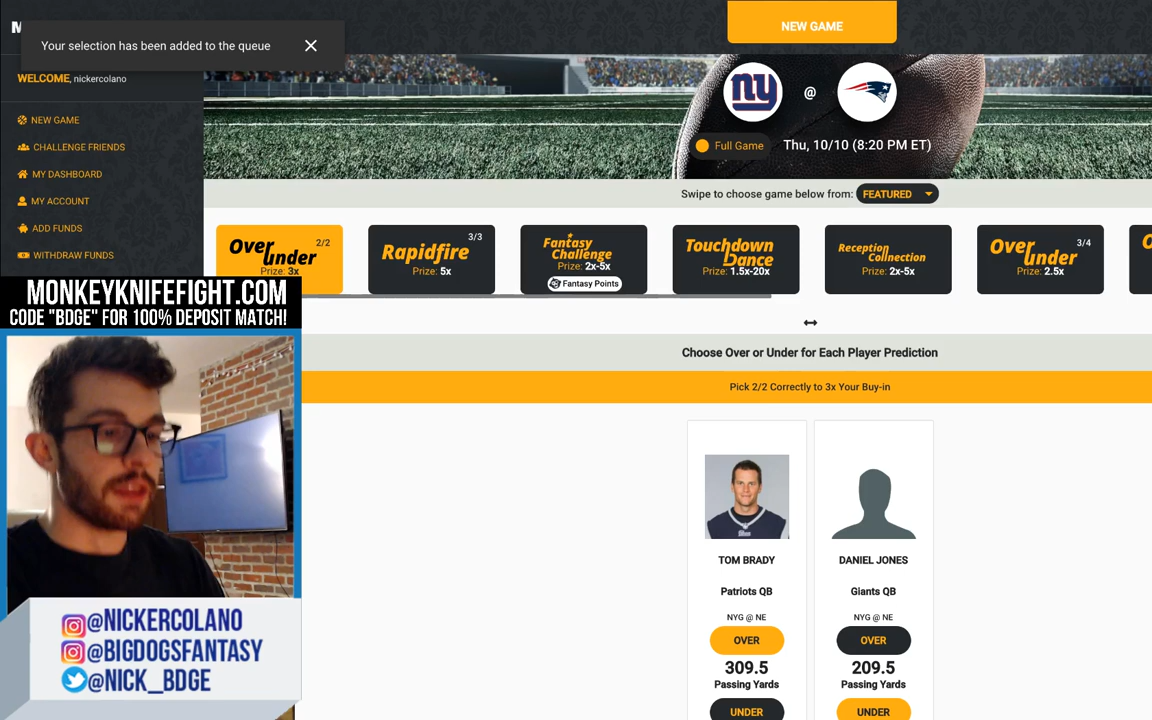 M
Your selection has been added to the queue
NEW GAME
WELCOME, nickercolano
NEW GAME
CHALLENGE FRIENDS
MY DASHBOARD
MY ACCOUNT
ADD FUNDS
WITHDRAW FUNDS
ny @
Full Game Thu, 10/10 (8:20 PM ET)
Swipe to choose game below from: FEATURED
Over under 2/2
Prize: 3x
Rapidfire 3/3
Prize: 5x
Fantasy Challenge
Prize: 2x-5x
Fantasy Points
Touchdown Dance
Prize: 1.5x-20x
Reception Connection
Prize: 2x-5x
Over under 3/4
Prize: 2.5x
MONKEYKNIFEFIGHT.COM
CODE "BDGE" FOR 100% DEPOSIT MATCH!
Choose Over or Under for Each Player Prediction
Pick 2/2 Correctly to 3x Your Buy-in
TOM BRADY
Patriots QB
NYG @ NE
OVER
309.5
Passing Yards
UNDER
DANIEL JONES
Giants QB
NYG @ NE
OVER
209.5
Passing Yards
UNDER
@NICKERCOLANO
@BIGDOGSFANTASY
@NICK_BDGE